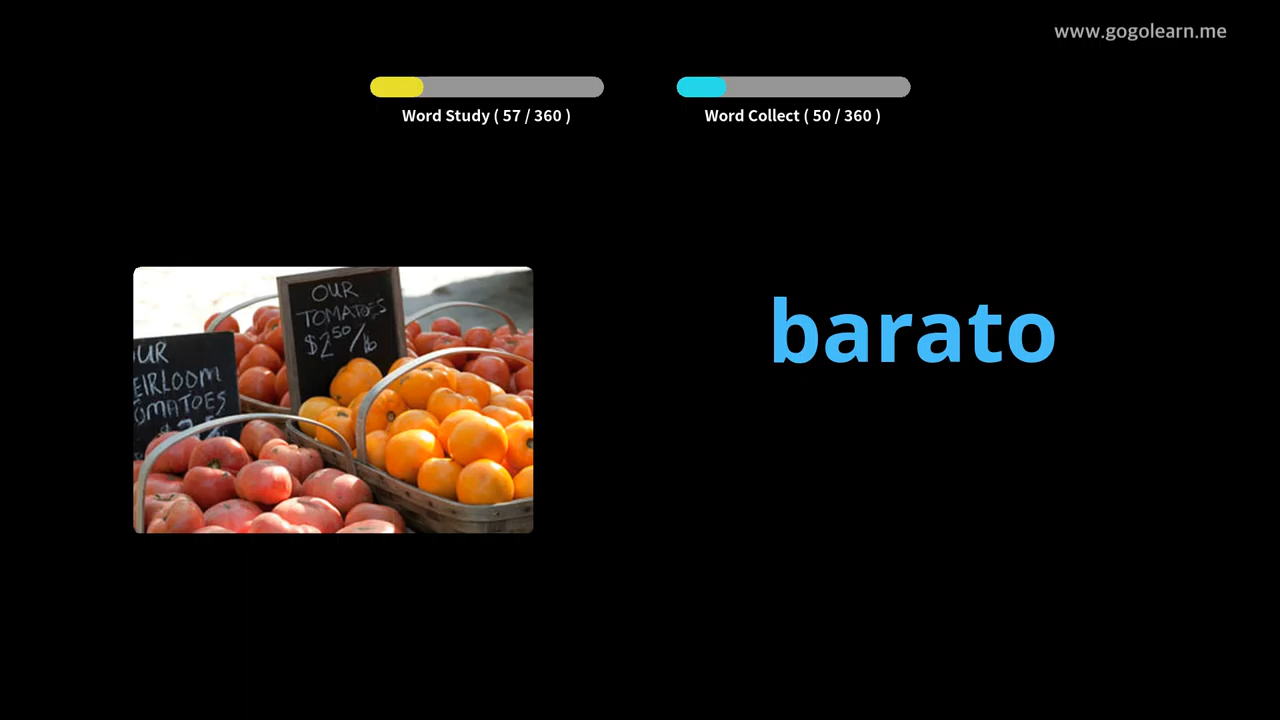 www.gogolearn.me
Word Study ( 57 / 360 )
Word Collect ( 50 / 360 )
OUR
TOMATOES
$2.50/lb
UR
EIRLOOM
OMATOES
barato